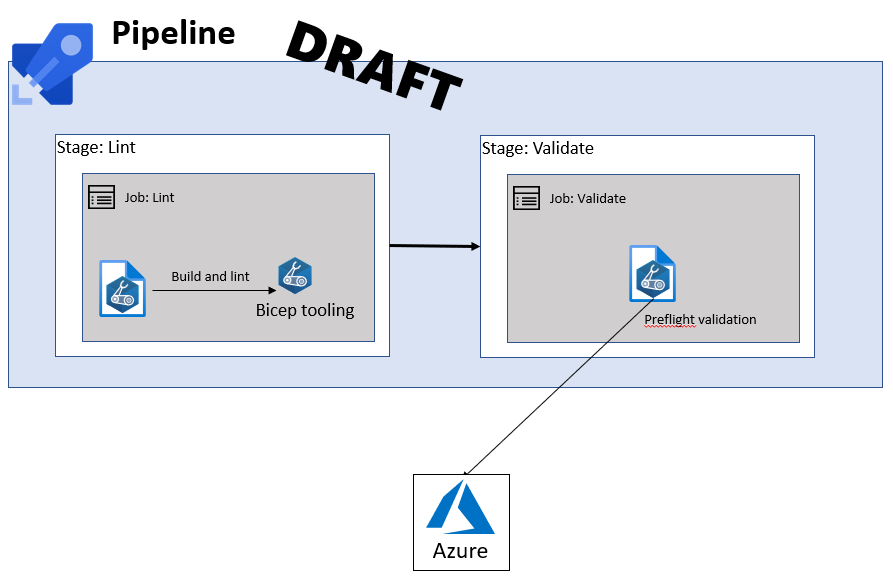 Pipeline
DRAFT
Stage: Lint
Job: Lint
Build and lint
Bicep tooling
Stage: Validate
Job: Validate
Preflight validation
Azure